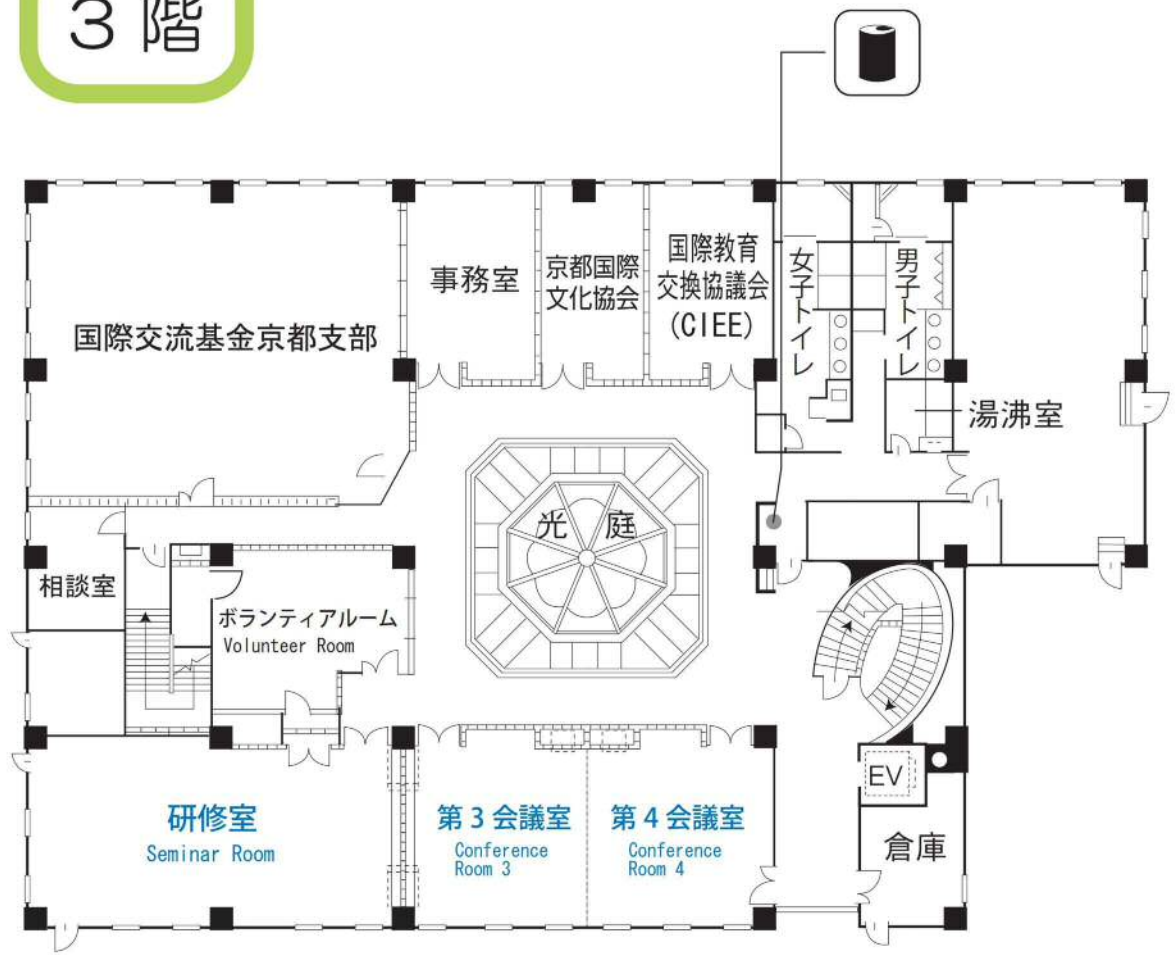 3階
国際交流基金京都支部
事務室
京都国際
文化協会
国際教育
交換協議会
(CIEE)
女子トイレ
男子トイレ
湯沸室
光庭
相談室
ボランティアルーム
Volunteer Room
研修室
Seminar Room
第3会議室
Conference
Room 3
第4会議室
Conference
Room 4
EV
倉庫